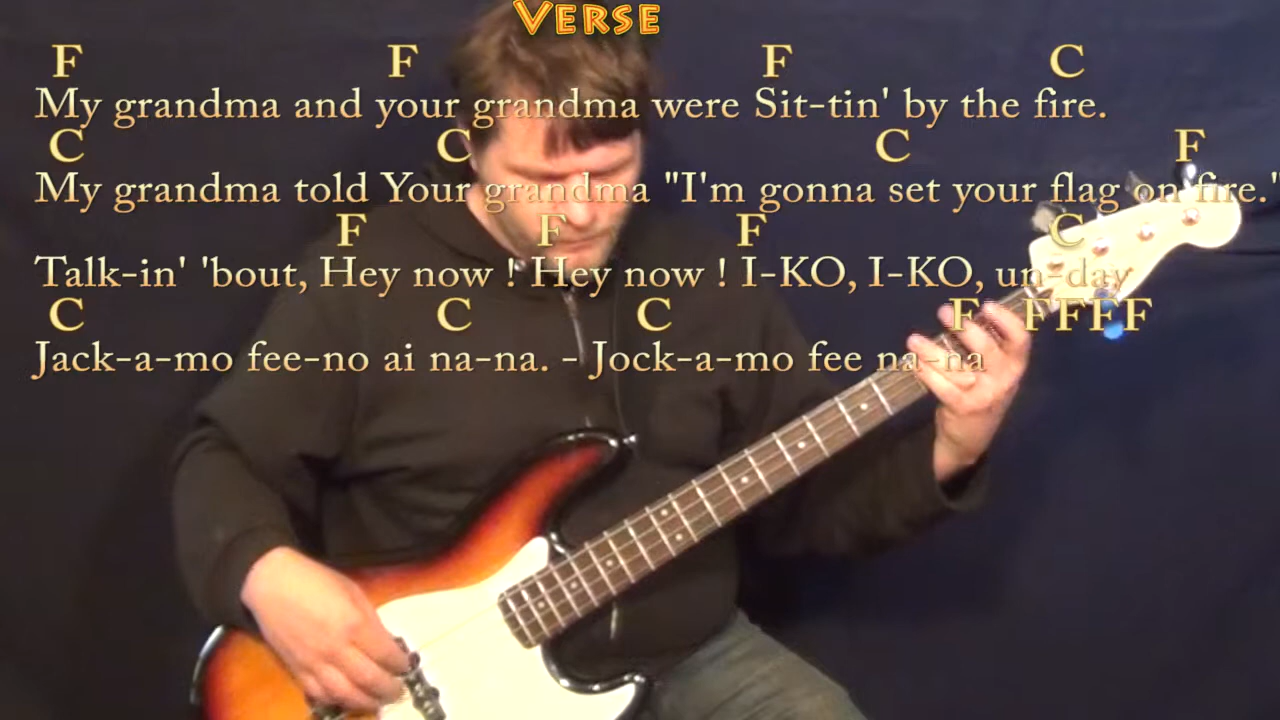 VERSE
F F F C
My grandma and your grandma were Sit-tin' by the fire.
C C C F
My grandma told Your grandma "I'm gonna set your flag on fire."
F F F C
Talk-in' 'bout, Hey now ! Hey now ! I-KO, I-KO, un-day
C C C F FFFF
Jack-a-mo fee-no ai na-na. - Jock-a-mo fee na-na